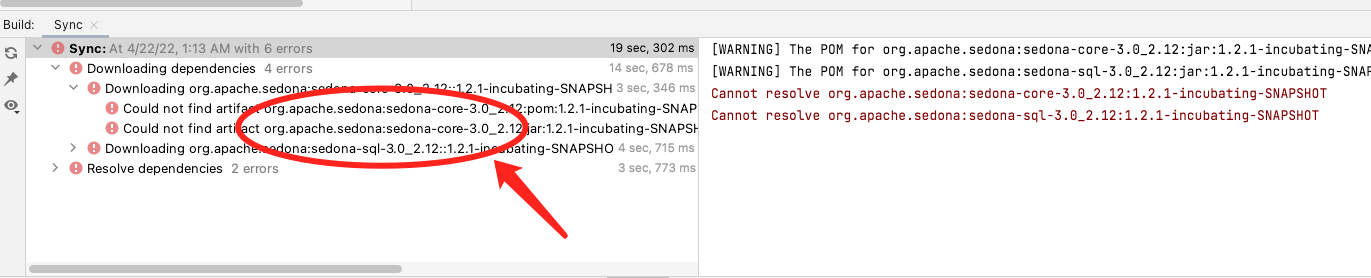 Build: Sync ×
Sync: At 4/22/22, 1:13 AM with 6 errors 19 sec, 302 ms
Downloading dependencies 4 errors 14 sec, 678 ms
Downloading org.apache.sedona:sedona-core-3.0_2.12::1.2.1-incubating-SNAPSH 3 sec, 346 ms
Could not find artifact org.apache.sedona:sedona-core-3.0_2.12:pom:1.2.1-incubating-SNAP
Could not find artifact org.apache.sedona:sedona-core-3.0_2.12:jar:1.2.1-incubating-SNAPSH
Downloading org.apache.sedona:sedona-sql-3.0_2.12::1.2.1-incubating-SNAPSHO 4 sec, 715 ms
Resolve dependencies 2 errors 3 sec, 773 ms
[WARNING] The POM for org.apache.sedona:sedona-core-3.0_2.12:jar:1.2.1-incubating-SNA
[WARNING] The POM for org.apache.sedona:sedona-sql-3.0_2.12:jar:1.2.1-incubating-SNAP
Cannot resolve org.apache.sedona:sedona-core-3.0_2.12:1.2.1-incubating-SNAPSHOT
Cannot resolve org.apache.sedona:sedona-sql-3.0_2.12:1.2.1-incubating-SNAPSHOT